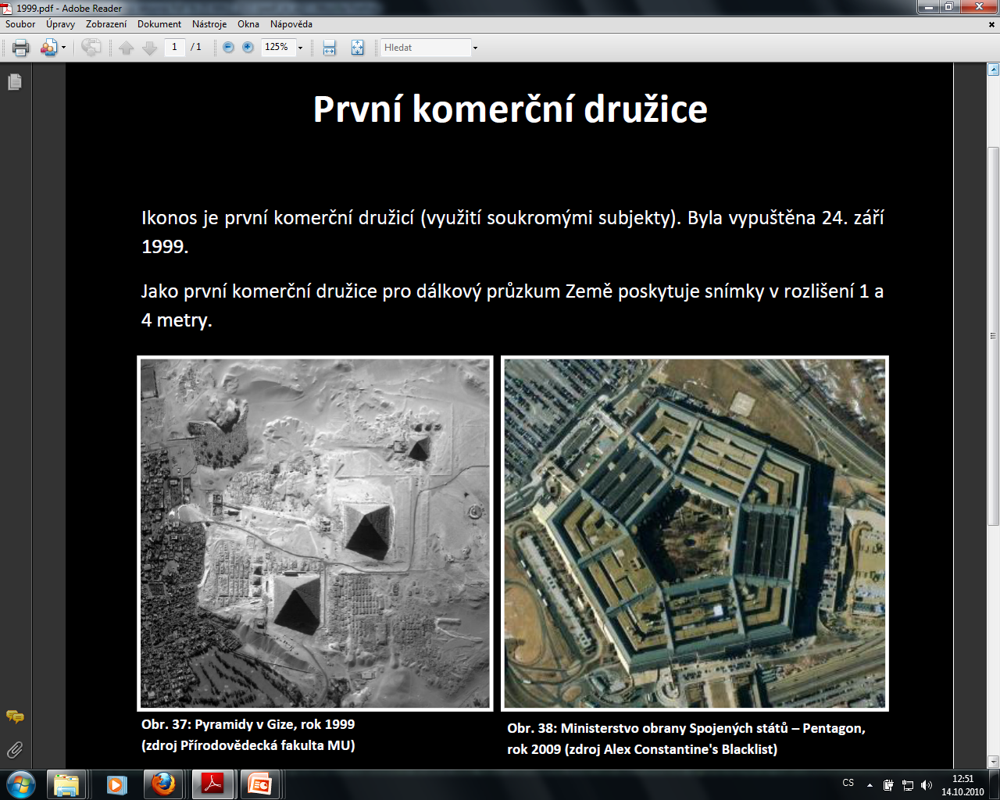 1999.pdf - Adobe Reader
Soubor Úpravy Zobrazení Dokument Nástroje Okna Nápověda
1 / 1 125% Hledat
První komerční družice
Ikonos je první komerční družicí (využití soukromými subjekty). Byla vypuštěna 24. září
1999.
Jako první komerční družice pro dálkový průzkum Země poskytuje snímky v rozlišení 1 a
4 metry.
Obr. 37: Pyramidy v Gize, rok 1999
(zdroj Přírodovědecká fakulta MU)
Obr. 38: Ministerstvo obrany Spojených států – Pentagon,
rok 2009 (zdroj Alex Constantine's Blacklist)
CS
12:51
14.10.2010